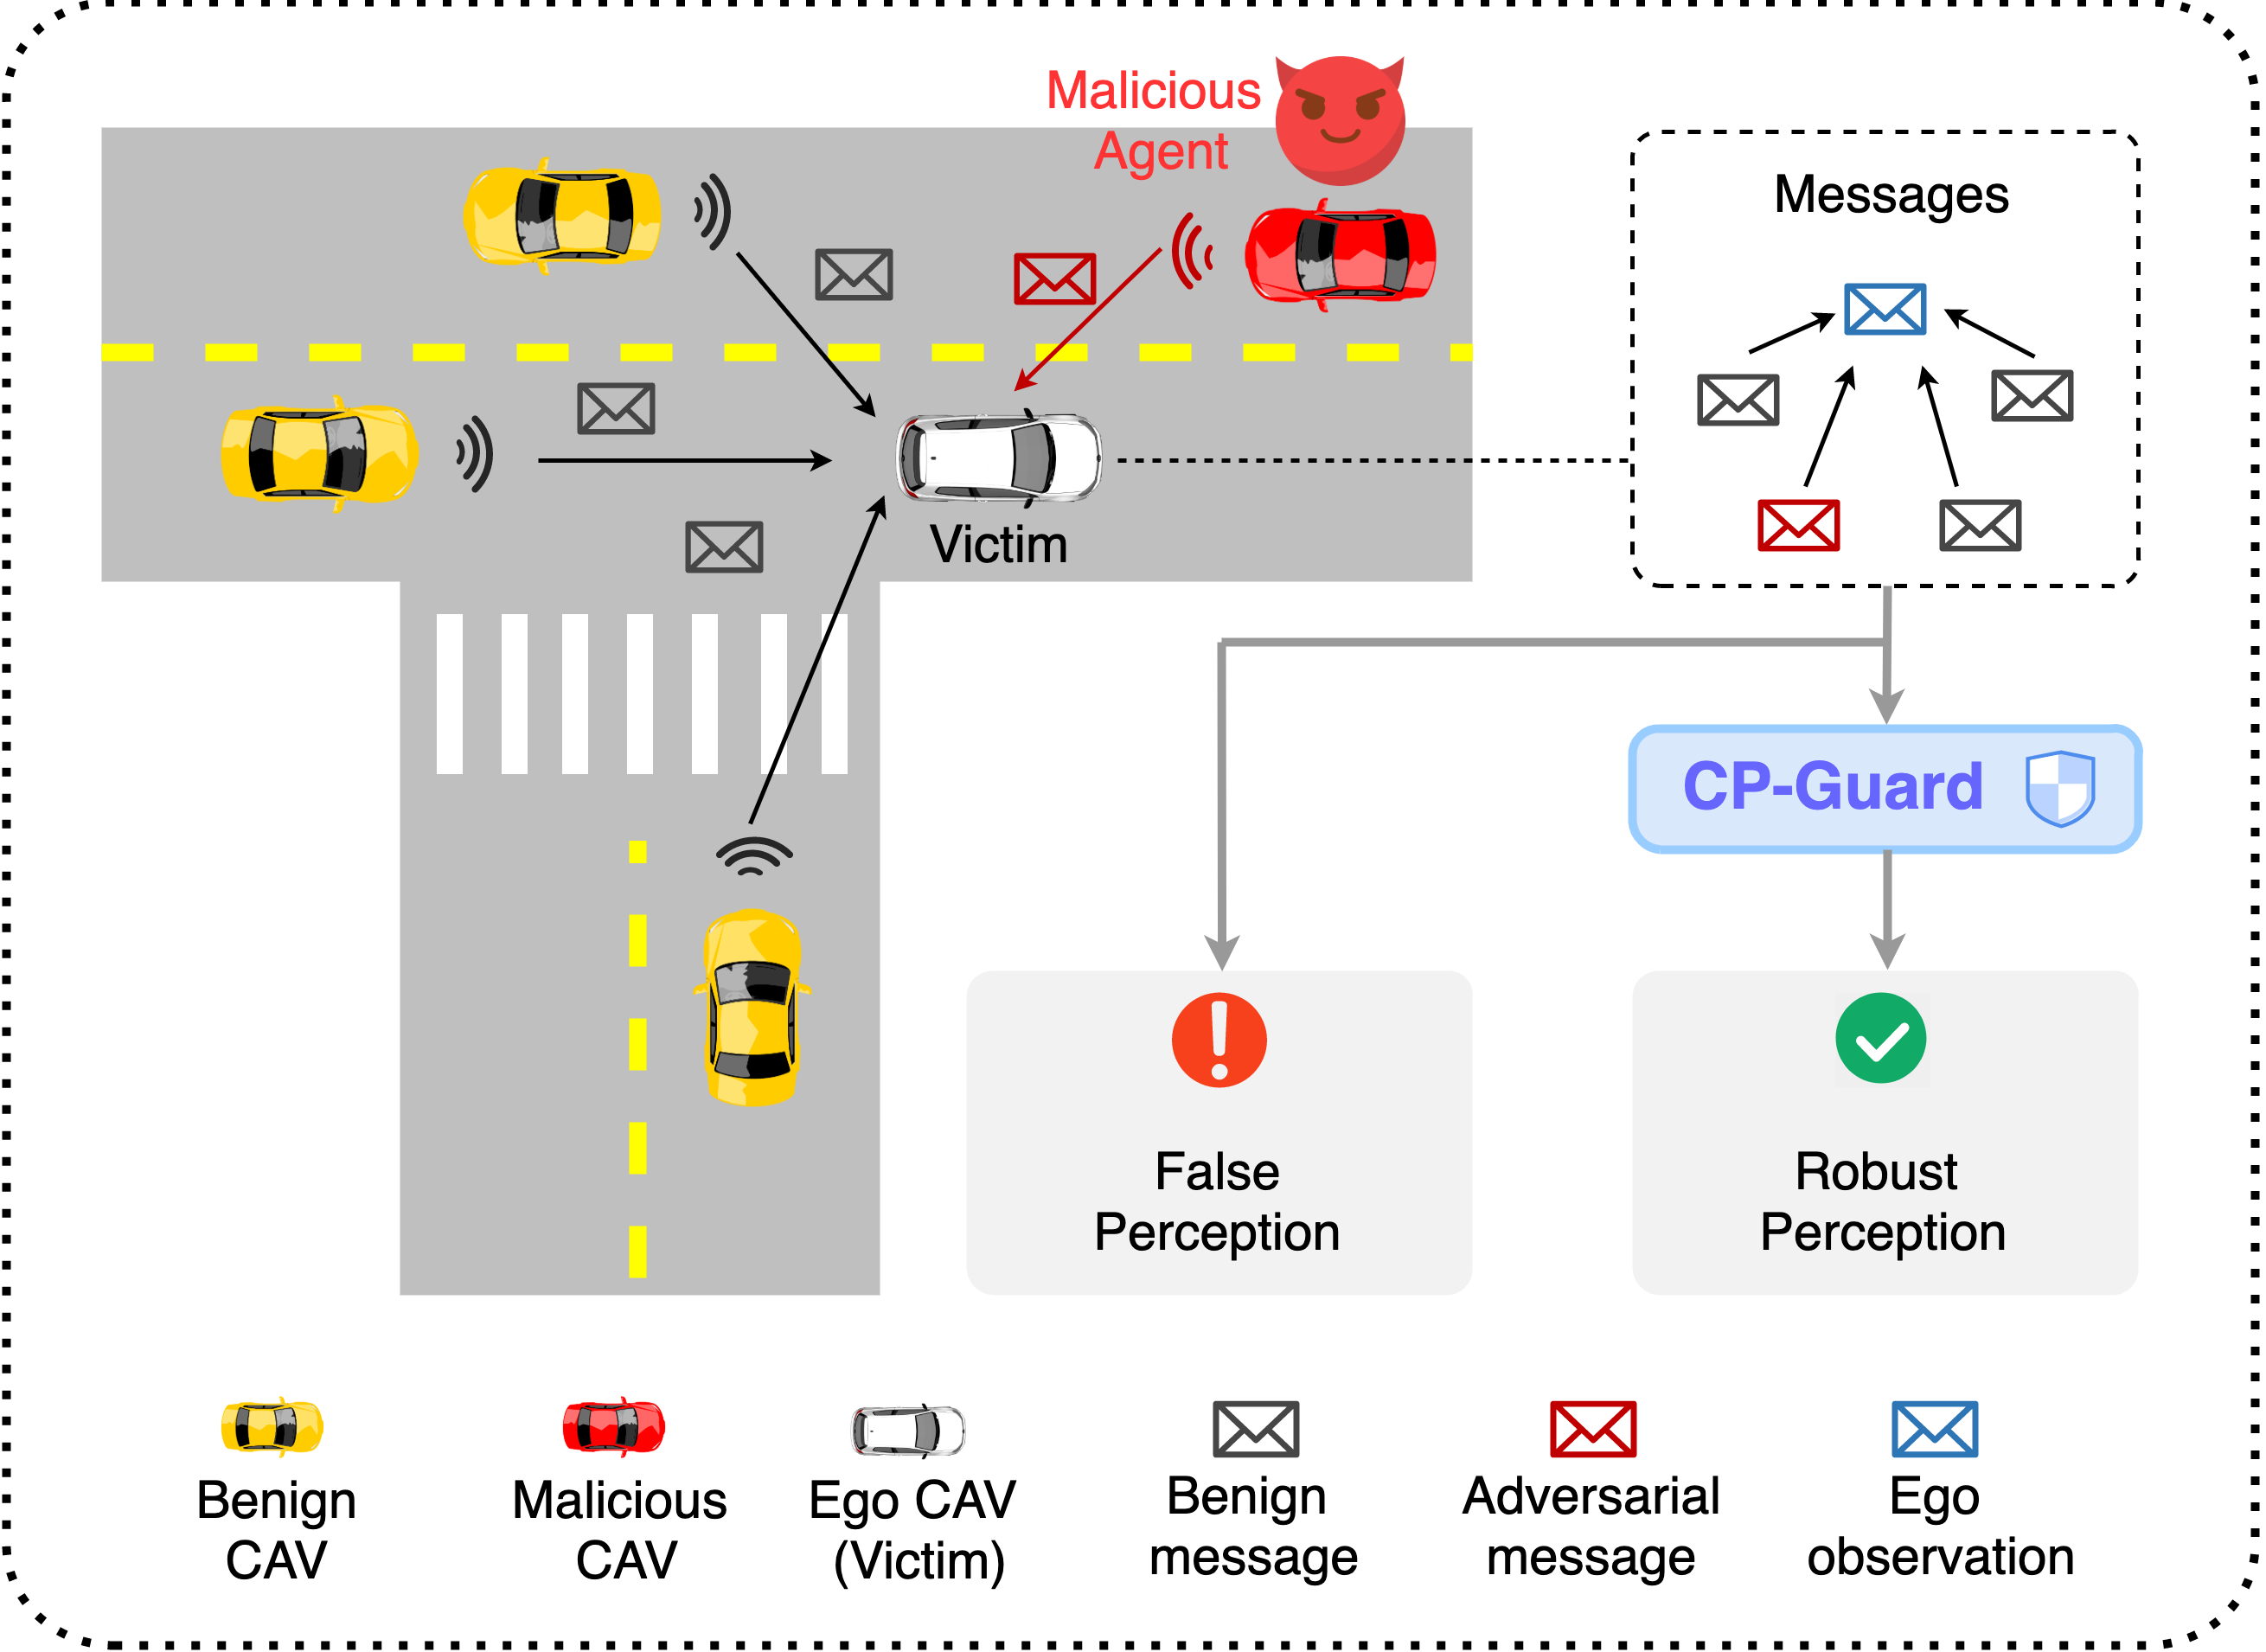 Malicious
Agent
Messages
Victim
CP-Guard
False
Perception
Robust
Perception
Benign
CAV
Malicious
CAV
Ego CAV
(Victim)
Benign
message
Adversarial
message
Ego
observation